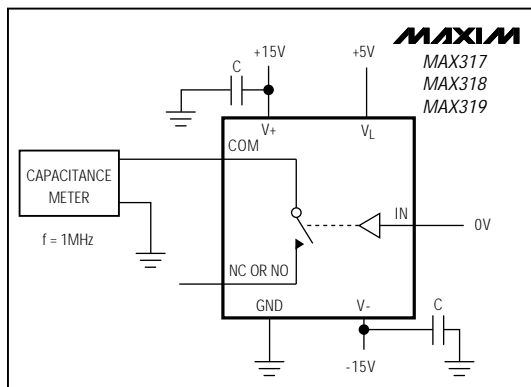 MAXIM
MAX317
MAX318
MAX319
+15V
+5V
C
V+
VL
COM
CAPACITANCE
METER
f = 1MHz
IN
0V
NC OR NO
GND
V-
C
-15V